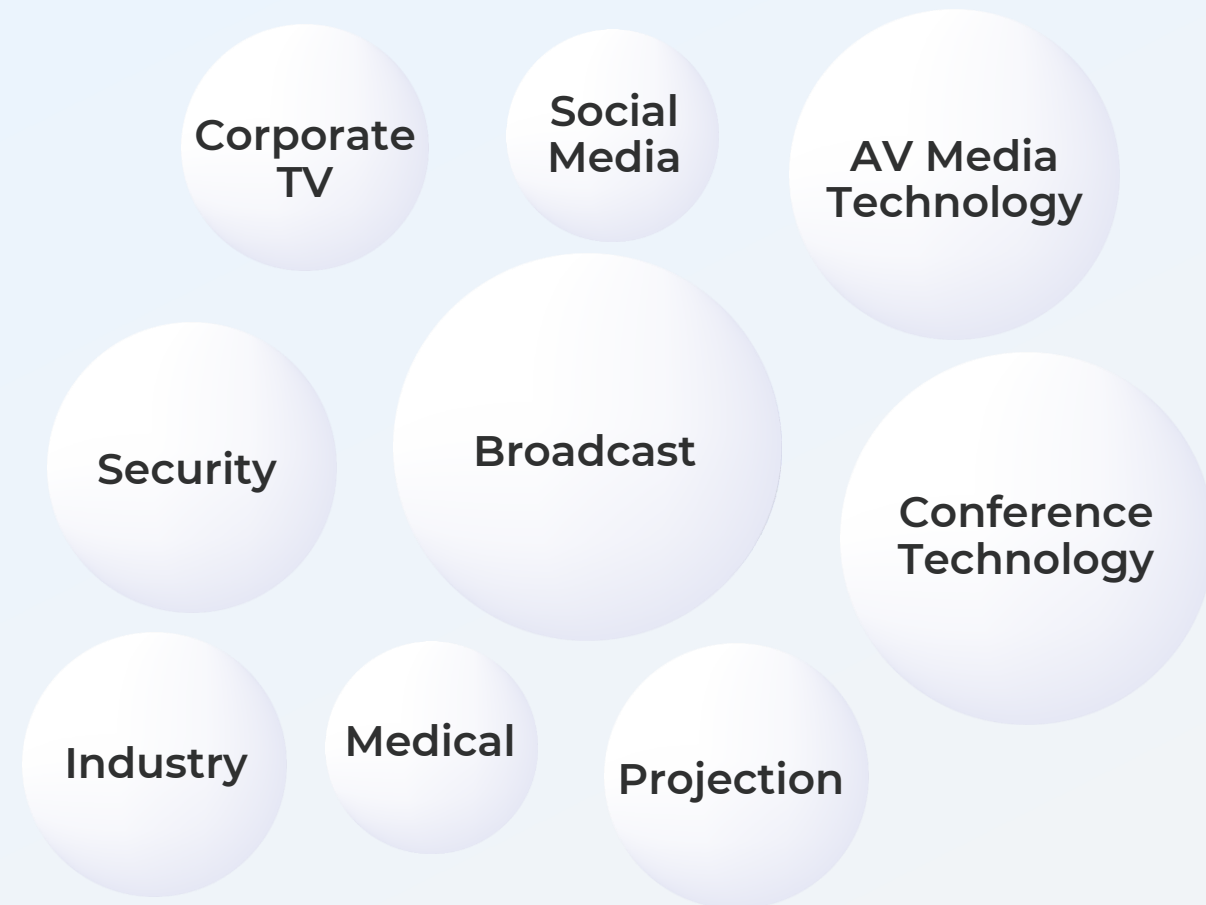 Corporate
TV
Social
Media
AV Media
Technology
Security
Broadcast
Conference
Technology
Industry
Medical
Projection